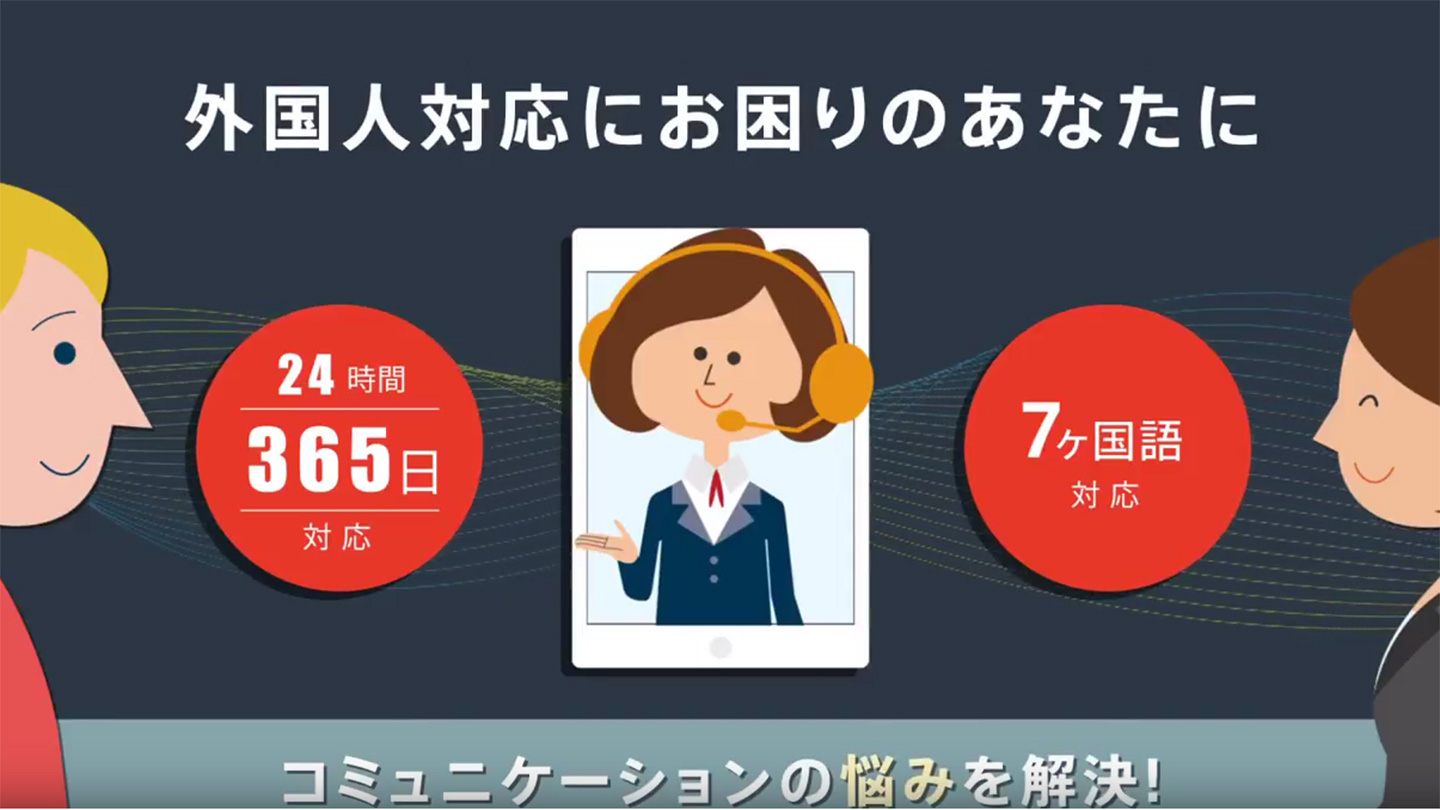 外国人対応にお困りのあなたに
24時間
365日
対応
7ヶ国語
対応
コミュニケーションの悩みを解決!